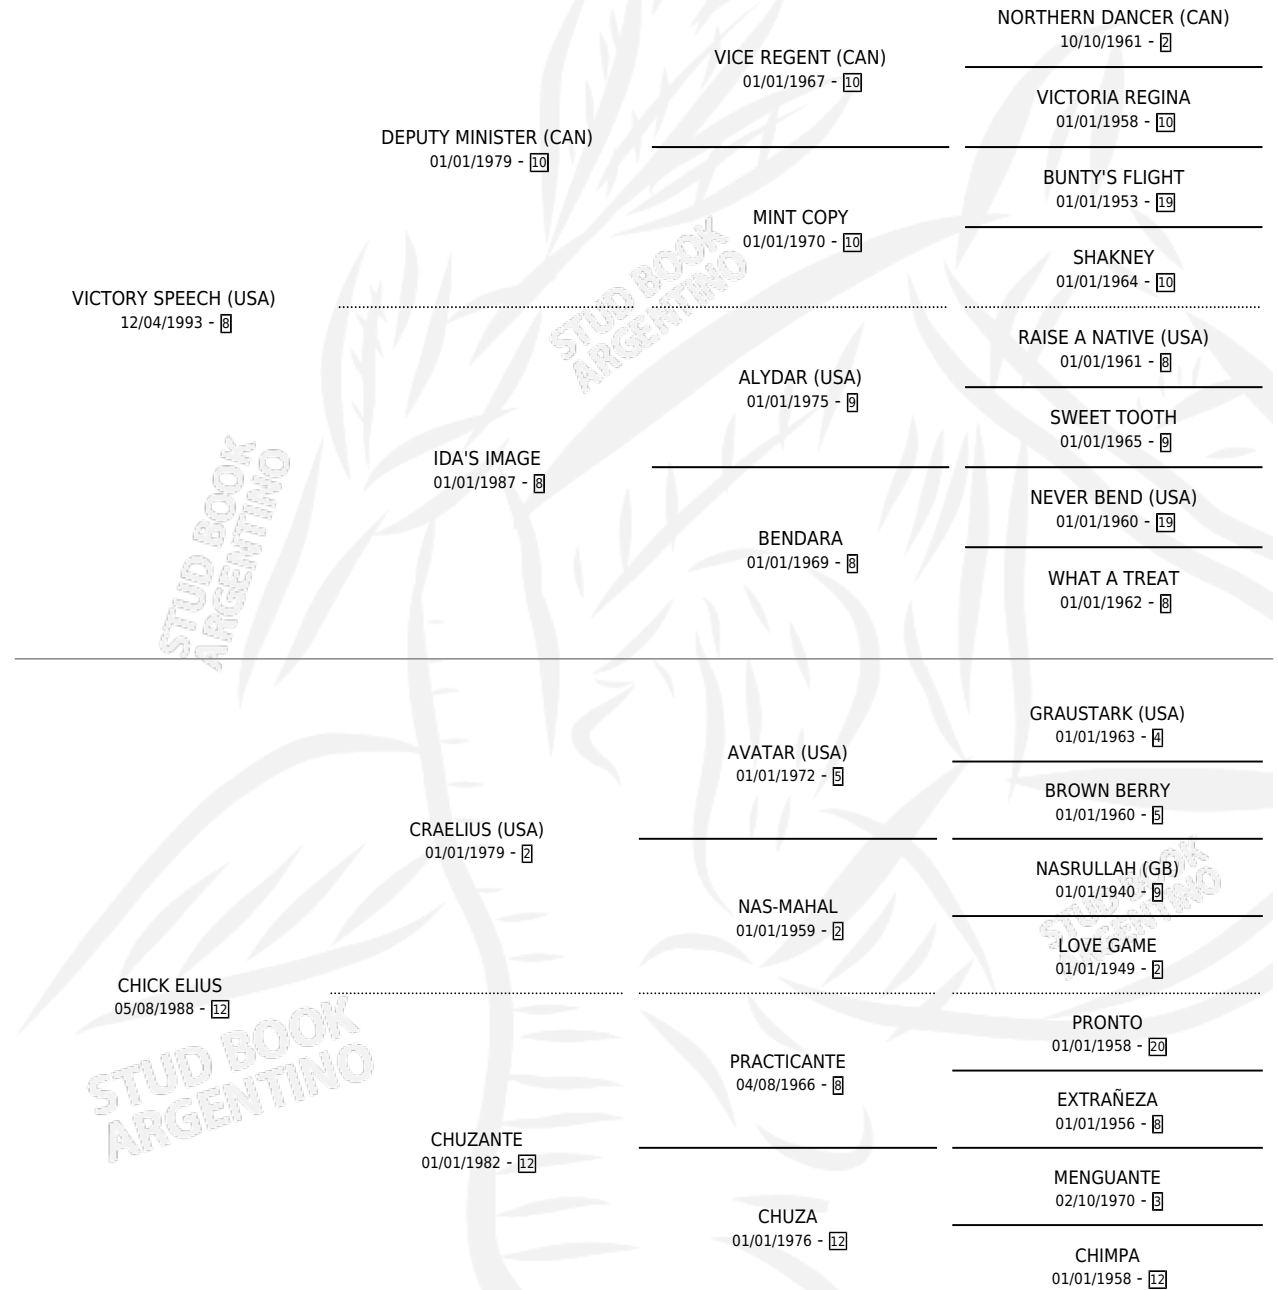 NORTHERN DANCER (CAN)
10/10/1961 - 2
VICE REGENT (CAN)
01/01/1967 - 10
VICTORIA REGINA
01/01/1958 - 10
DEPUTY MINISTER (CAN)
01/01/1979 - 10
BUNTY'S FLIGHT
01/01/1953 - 19
MINT COPY
01/01/1970 - 10
SHAKNEY
01/01/1964 - 10
VICTORY SPEECH (USA)
12/04/1993 - 8
RAISE A NATIVE (USA)
01/01/1961 - 8
ALYDAR (USA)
01/01/1975 - 9
SWEET TOOTH
01/01/1965 - 9
IDA'S IMAGE
01/01/1987 - 8
NEVER BEND (USA)
01/01/1960 - 19
BENDARA
01/01/1969 - 8
WHAT A TREAT
01/01/1962 - 8
GRAUSTARK (USA)
01/01/1963 - 4
AVATAR (USA)
01/01/1972 - 5
BROWN BERRY
01/01/1960 - 5
CRAELIUS (USA)
01/01/1979 - 2
NASRULLAH (GB)
01/01/1940 - 9
NAS-MAHAL
01/01/1959 - 2
LOVE GAME
01/01/1949 - 2
CHICK ELIUS
05/08/1988 - 12
PRONTO
01/01/1958 - 20
PRACTICANTE
04/08/1966 - 8
EXTRAÑEZA
01/01/1956 - 8
CHUZANTE
01/01/1982 - 12
MENGUANTE
02/10/1970 - 3
CHUZA
01/01/1976 - 12
CHIMPA
01/01/1958 - 12
STUD BOOK
ARGENTINO
STUD BOOK
ARGENTINO
STUD BOOK
ARGENTINO
STUD BOOK
ARGENTINO